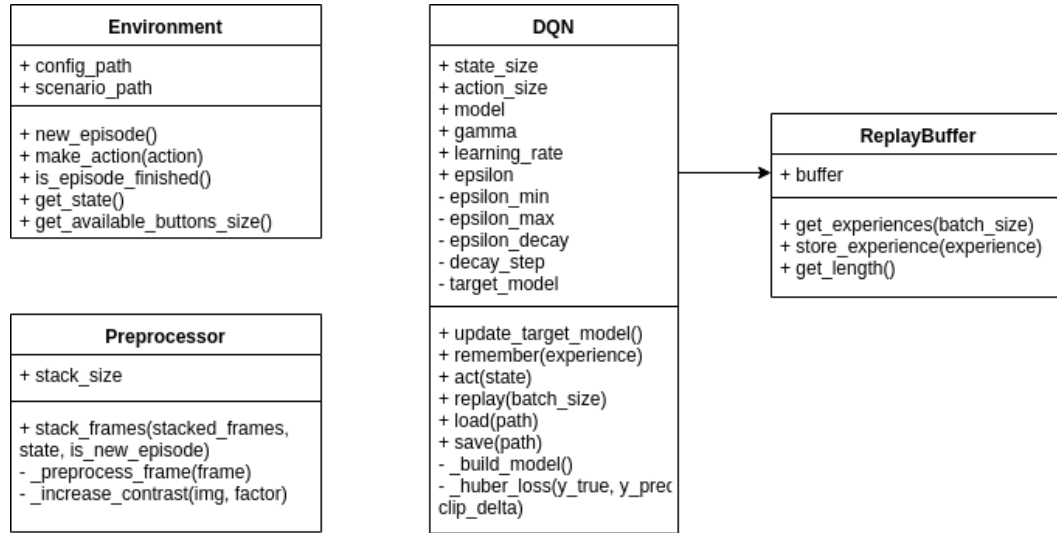 Environment
+ config_path
+ scenario_path
+ new_episode()
+ make_action(action)
+ is_episode_finished()
+ get_state()
+ get_available_buttons_size()
Preprocessor
+ stack_size
+ stack_frames(stacked_frames,
state, is_new_episode)
- _preprocess_frame(frame)
- _increase_contrast(img, factor)
DQN
+ state_size
+ action_size
+ model
+ gamma
+ learning_rate
+ epsilon
- epsilon_min
- epsilon_max
- epsilon_decay
- decay_step
- target_model
+ update_target_model()
+ remember(experience)
+ act(state)
+ replay(batch_size)
+ load(path)
+ save(path)
- _build_model()
- _huber_loss(y_true, y_prec
clip_delta)
ReplayBuffer
+ buffer
+ get_experiences(batch_size)
+ store_experience(experience)
+ get_length()